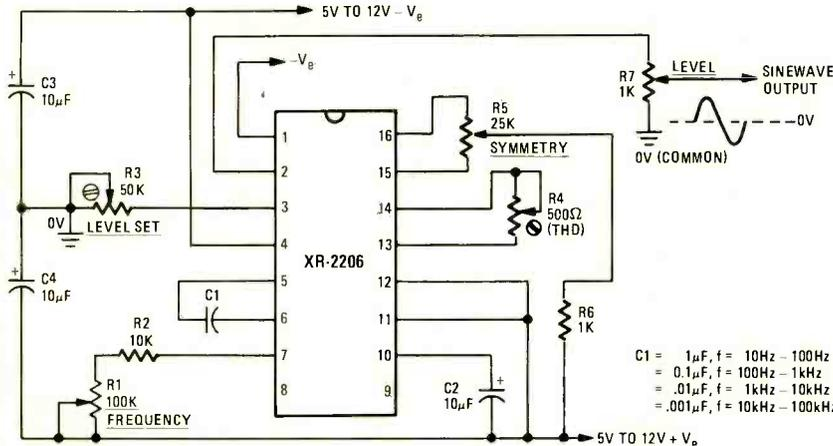 5V TO 12V – Ve
–Ve
LEVEL
R7
1K
SINEWAVE
OUTPUT
0V
0V (COMMON)
+
C3
10µF
1
16
R5
25K
SYMMETRY
2
15
R3
50K
3
14
R4
500Ω
(THD)
0V
LEVEL SET
4
13
XR-2206
+
C4
10µF
5
12
C1
6
11
R6
1K
R2
10K
7
10
C1 = 1µF, f = 10Hz – 100Hz
= 0.1µF, f = 100Hz – 1kHz
= .01µF, f = 1kHz – 10kHz
= .001µF, f = 10kHz – 100kHz
R1
100K
FREQUENCY
8
9
C2
10µF
+
5V TO 12V + Ve